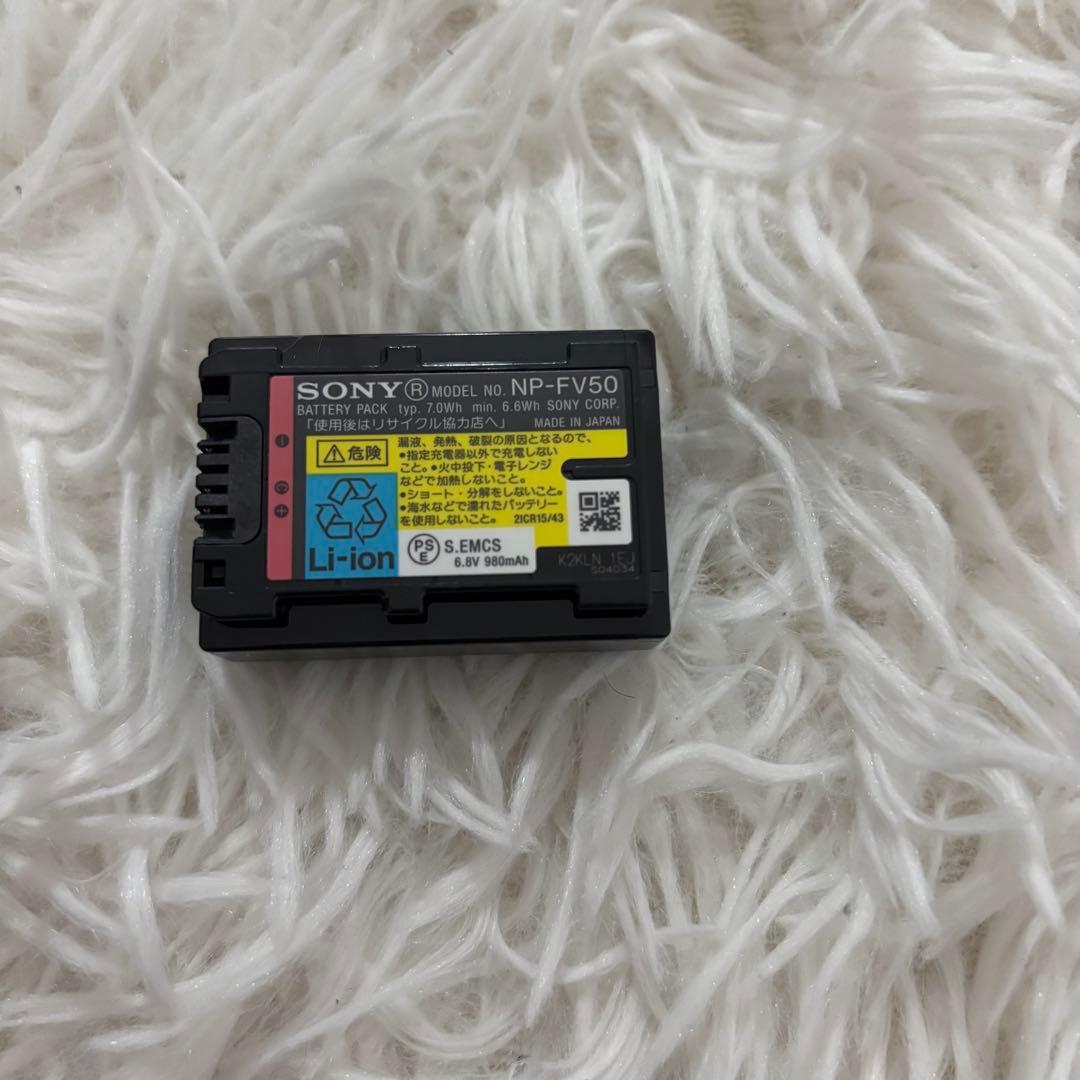 SONY® MODEL NO. NP-FV50
BATTERY PACK typ. 7.0Wh min. 6.6Wh SONY CORP.
「使用後はリサイクル協力店へ」 MADE IN JAPAN
⚠危険
漏液、発熱、破裂の原因となるので、
•指定充電器以外で充電しない
こと。•火中投下・電子レンジ
などで加熱しないこと。
•ショート・分解をしないこと。
•海水などで濡れたバッテリー
を使用しないこと。 2ICR15/43
Li-ion
PSE S.EMCS
6.8V 980mAh
K2KLN 1EJ
S04034
- C +